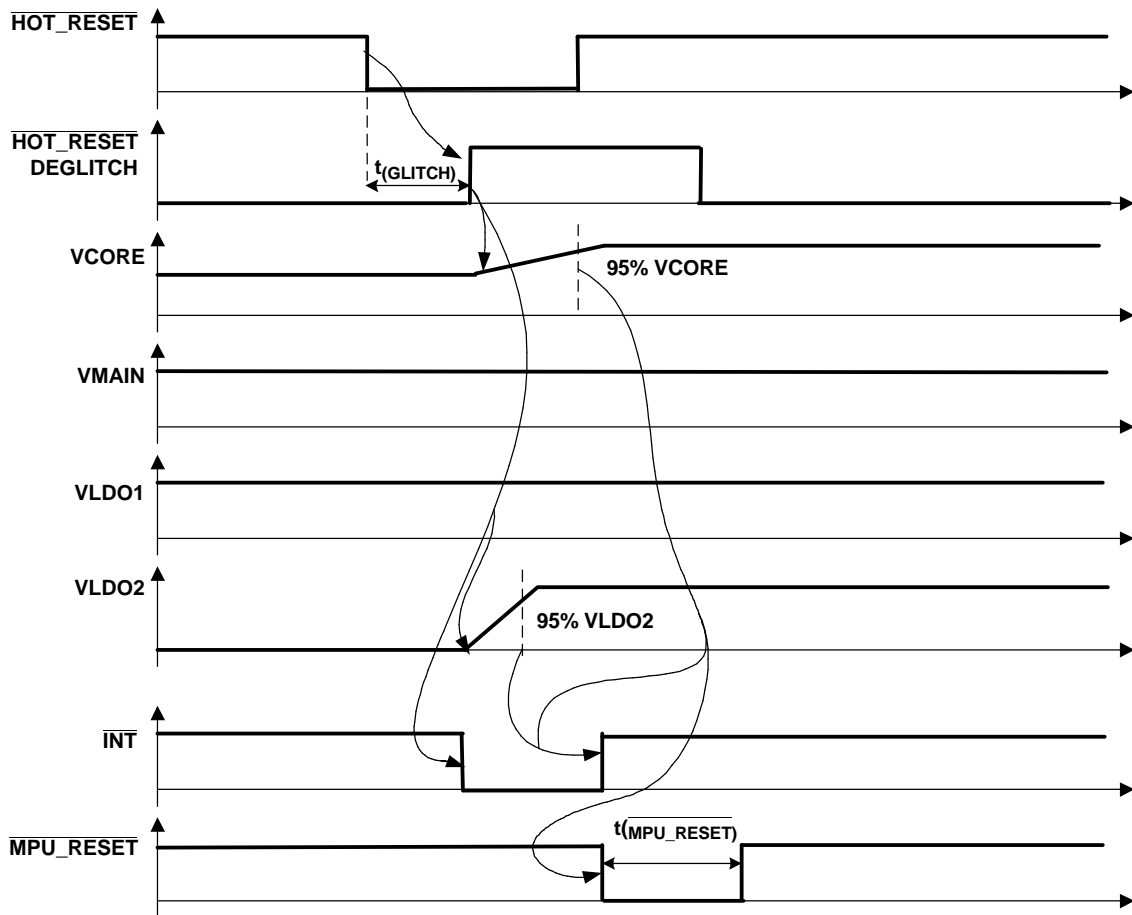 HOT_RESET
HOT_RESET
DEGLITCH
t(GLITCH)
VCORE
95% VCORE
VMAIN
VLDO1
VLDO2
95% VLDO2
INT
t(MPU_RESET)
MPU_RESET